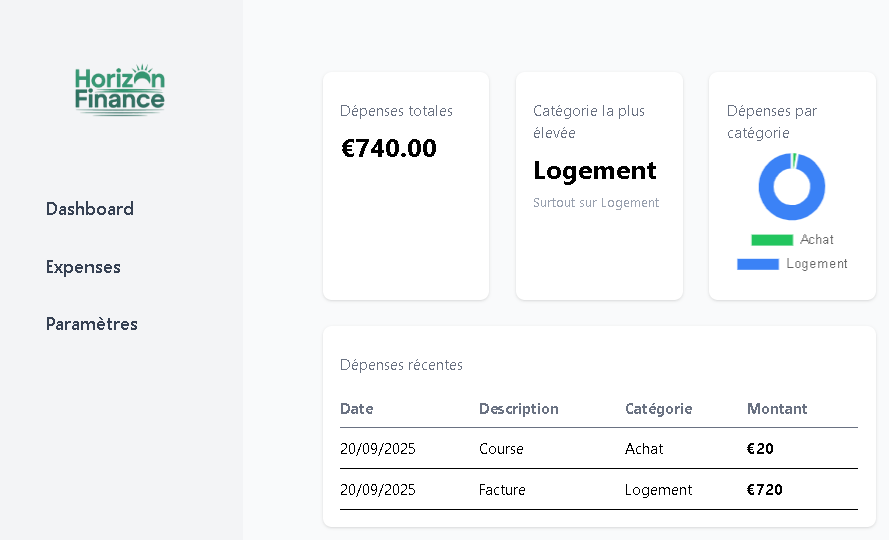 Horizon
Finance
Dashboard
Expenses
Paramètres
Dépenses totales
€740.00
Catégorie la plus
élevée
Logement
Surtout sur Logement
Dépenses par
catégorie
Achat
Logement
Dépenses récentes
Date Description Catégorie Montant
20/09/2025 Course Achat €20
20/09/2025 Facture Logement €720